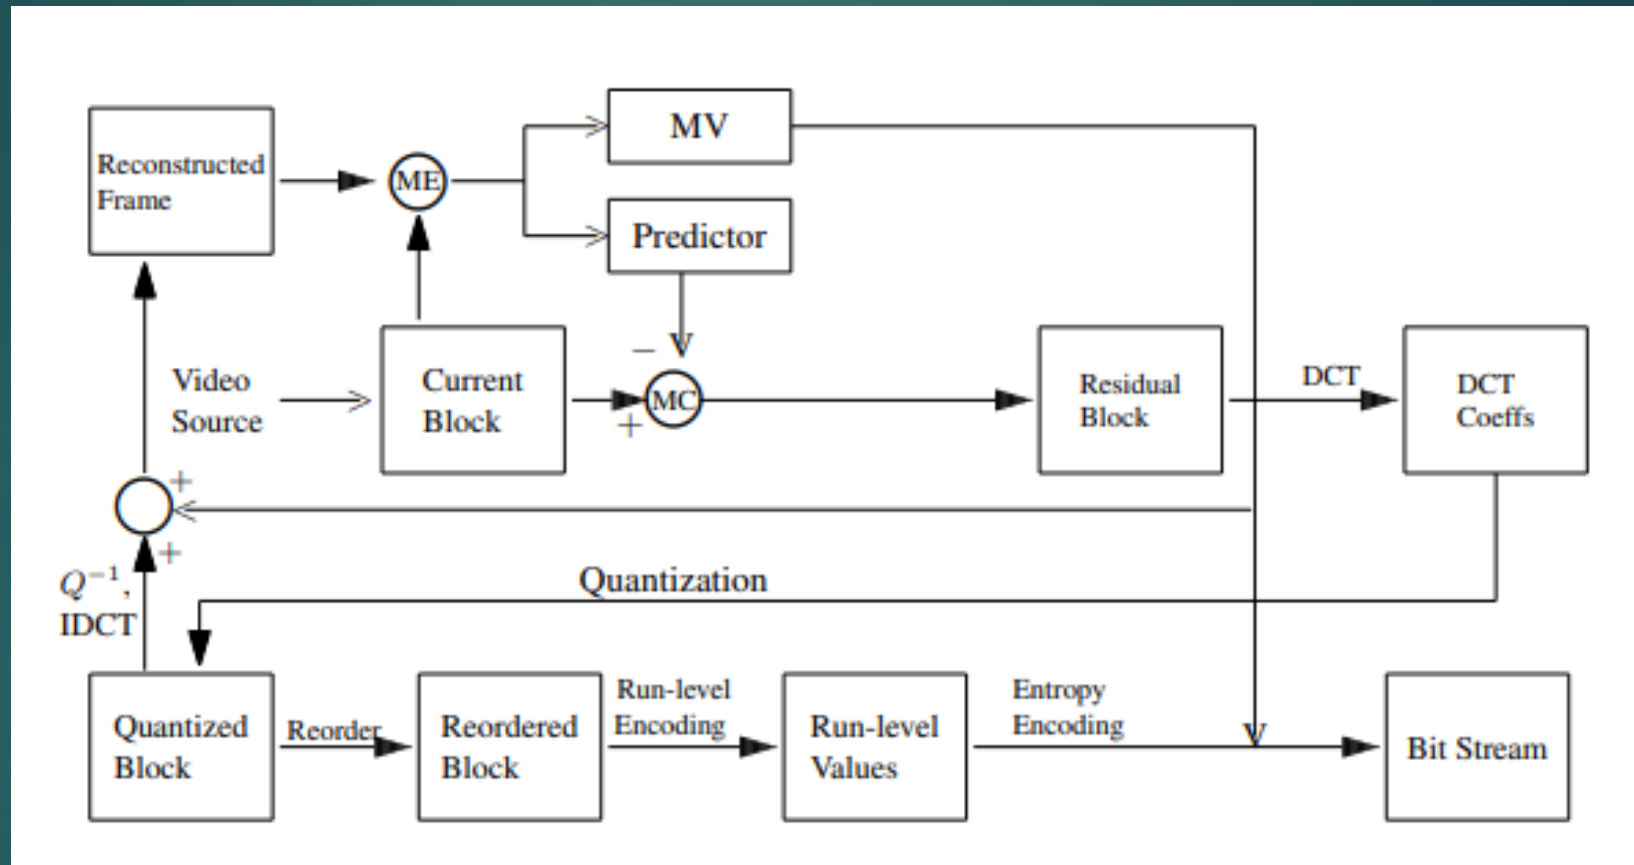 MV
Reconstructed
Frame
ME
Predictor
−
Video
Source
Current
Block
MC
+
Residual
Block
DCT
DCT
Coeffs
+
+
Q⁻¹,
IDCT
Quantization
Quantized
Block
Reorder
Reordered
Block
Run-level
Encoding
Run-level
Values
Entropy
Encoding
Bit Stream